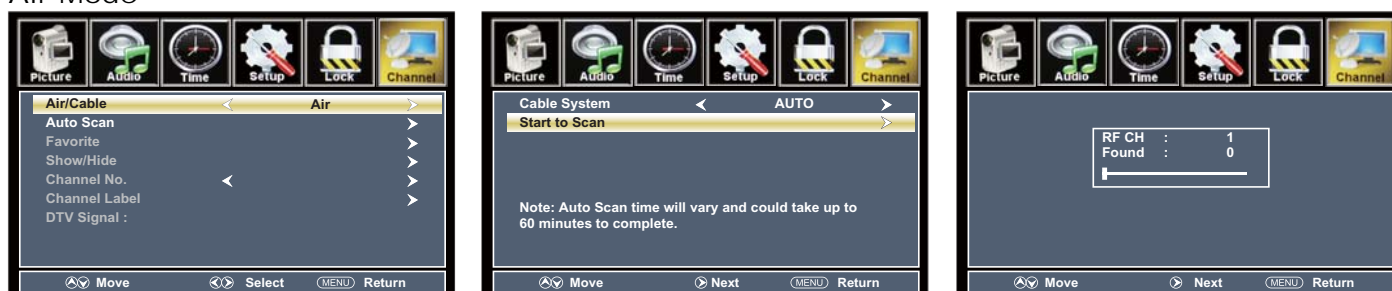 Air Mode
Picture Audio Time Setup Lock Channel
Air/Cable Air
Auto Scan
Favorite
Show/Hide
Channel No.
Channel Label
DTV Signal :
Move Select MENU Return
Picture Audio Time Setup Lock Channel
Cable System AUTO
Start to Scan
Note: Auto Scan time will vary and could take up to
60 minutes to complete.
Move Next MENU Return
Picture Audio Time Setup Lock Channel
RF CH : 1
Found : 0
Move Next MENU Return